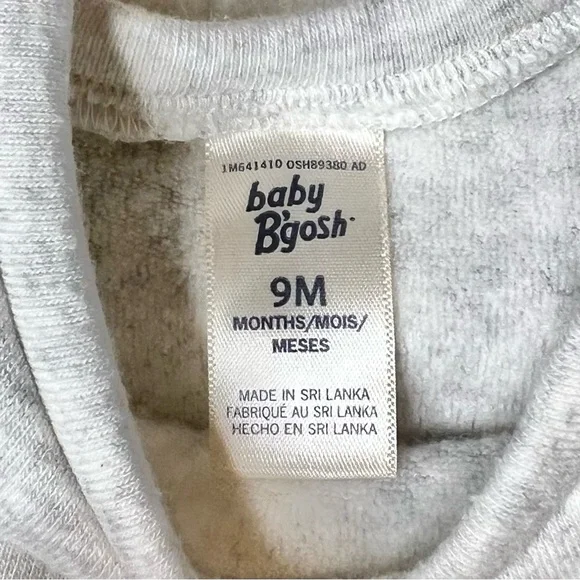 1M641410 OSH89380 AD
baby
B'gosh
9M
MONTHS/MOIS/
MESES
MADE IN SRI LANKA
FABRIQUÉ AU SRI LANKA
HECHO EN SRI LANKA